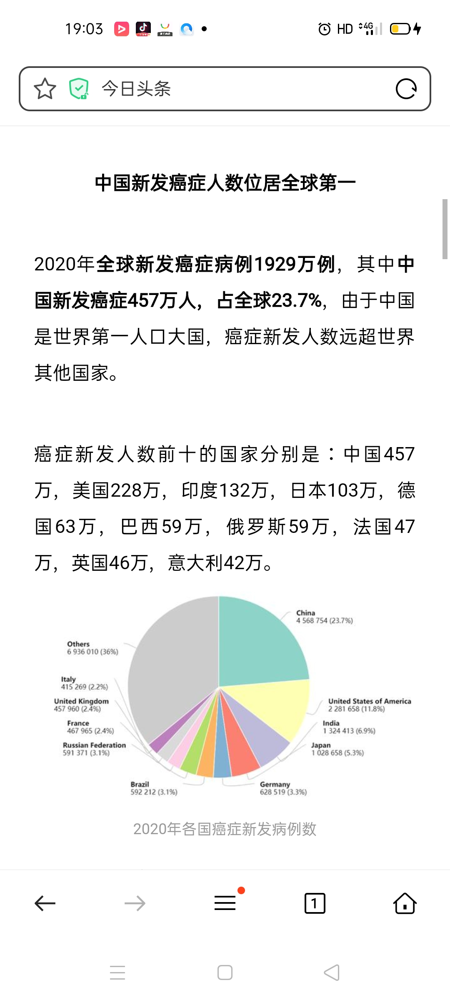 19:03
HD 4G
今日头条
中国新发癌症人数位居全球第一
2020年全球新发癌症病例1929万例，其中中
国新发癌症457万人，占全球23.7%，由于中国
是世界第一人口大国，癌症新发人数远超世界
其他国家。
癌症新发人数前十的国家分别是：中国457
万，美国228万，印度132万，日本103万，德
国63万，巴西59万，俄罗斯59万，法国47
万，英国46万，意大利42万。
China
4 568 754 (23.7%)
Others
6 936 010 (36%)
Italy
415 269 (2.2%)
United Kingdom
457 960 (2.4%)
United States of America
2 281 658 (11.8%)
France
467 965 (2.4%)
India
1 324 413 (6.9%)
Russian Federation
591 371 (3.1%)
Japan
1 028 658 (5.3%)
Brazil
592 212 (3.1%)
Germany
628 519 (3.3%)
2020年各国癌症新发病例数
1